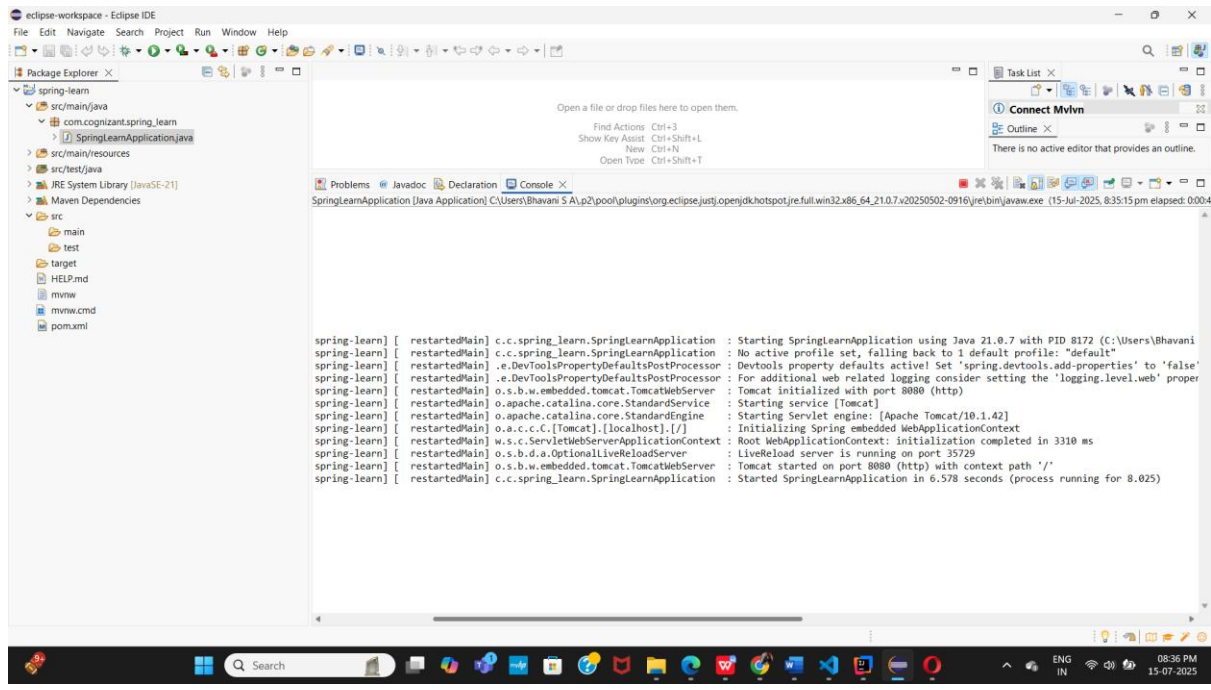 eclipse-workspace - Eclipse IDE
File Edit Navigate Search Project Run Window Help
Package Explorer
spring-learn
src/main/java
com.cognizant.spring_learn
SpringLearnApplication.java
src/main/resources
src/test/java
JRE System Library [JavaSE-21]
Maven Dependencies
src
main
test
target
HELP.md
mvnw
mvnw.cmd
pom.xml
Open a file or drop files here to open them.
Find Actions Ctrl+3
Show Key Assist Ctrl+Shift+L
New Ctrl+N
Open Type Ctrl+Shift+T
Task List
Connect Mylyn
Outline
There is no active editor that provides an outline.
Problems Javadoc Declaration Console
SpringLearnApplication [Java Application] C:\Users\Bhavani S A\.p2\pool\plugins\org.eclipse.justj.openjdk.hotspot.jre.full.win32.x86_64_21.0.7.v20250502-0916\jre\bin\javaw.exe (15-Jul-2025, 8:35:15 pm elapsed: 0:00:4
spring-learn] [ restartedMain] c.c.spring_learn.SpringLearnApplication : Starting SpringLearnApplication using Java 21.0.7 with PID 8172 (C:\Users\Bhavani
spring-learn] [ restartedMain] c.c.spring_learn.SpringLearnApplication : No active profile set, falling back to 1 default profile: "default"
spring-learn] [ restartedMain] .e.DevToolsPropertyDefaultsPostProcessor : Devtools property defaults active! Set 'spring.devtools.add-properties' to 'false'
spring-learn] [ restartedMain] .e.DevToolsPropertyDefaultsPostProcessor : For additional web related logging consider setting the 'logging.level.web' proper
spring-learn] [ restartedMain] o.s.b.w.embedded.tomcat.TomcatWebServer : Tomcat initialized with port 8080 (http)
spring-learn] [ restartedMain] o.apache.catalina.core.StandardService : Starting service [Tomcat]
spring-learn] [ restartedMain] o.apache.catalina.core.StandardEngine : Starting Servlet engine: [Apache Tomcat/10.1.42]
spring-learn] [ restartedMain] o.a.c.c.C.[Tomcat].[localhost].[/] : Initializing Spring embedded WebApplicationContext
spring-learn] [ restartedMain] w.s.c.ServletWebServerApplicationContext : Root WebApplicationContext: initialization completed in 3310 ms
spring-learn] [ restartedMain] o.s.b.d.a.OptionalLiveReloadServer : LiveReload server is running on port 35729
spring-learn] [ restartedMain] o.s.b.w.embedded.tomcat.TomcatWebServer : Tomcat started on port 8080 (http) with context path '/'
spring-learn] [ restartedMain] c.c.spring_learn.SpringLearnApplication : Started SpringLearnApplication in 6.578 seconds (process running for 8.025)
Search
ENG
IN
08:36 PM
15-07-2025